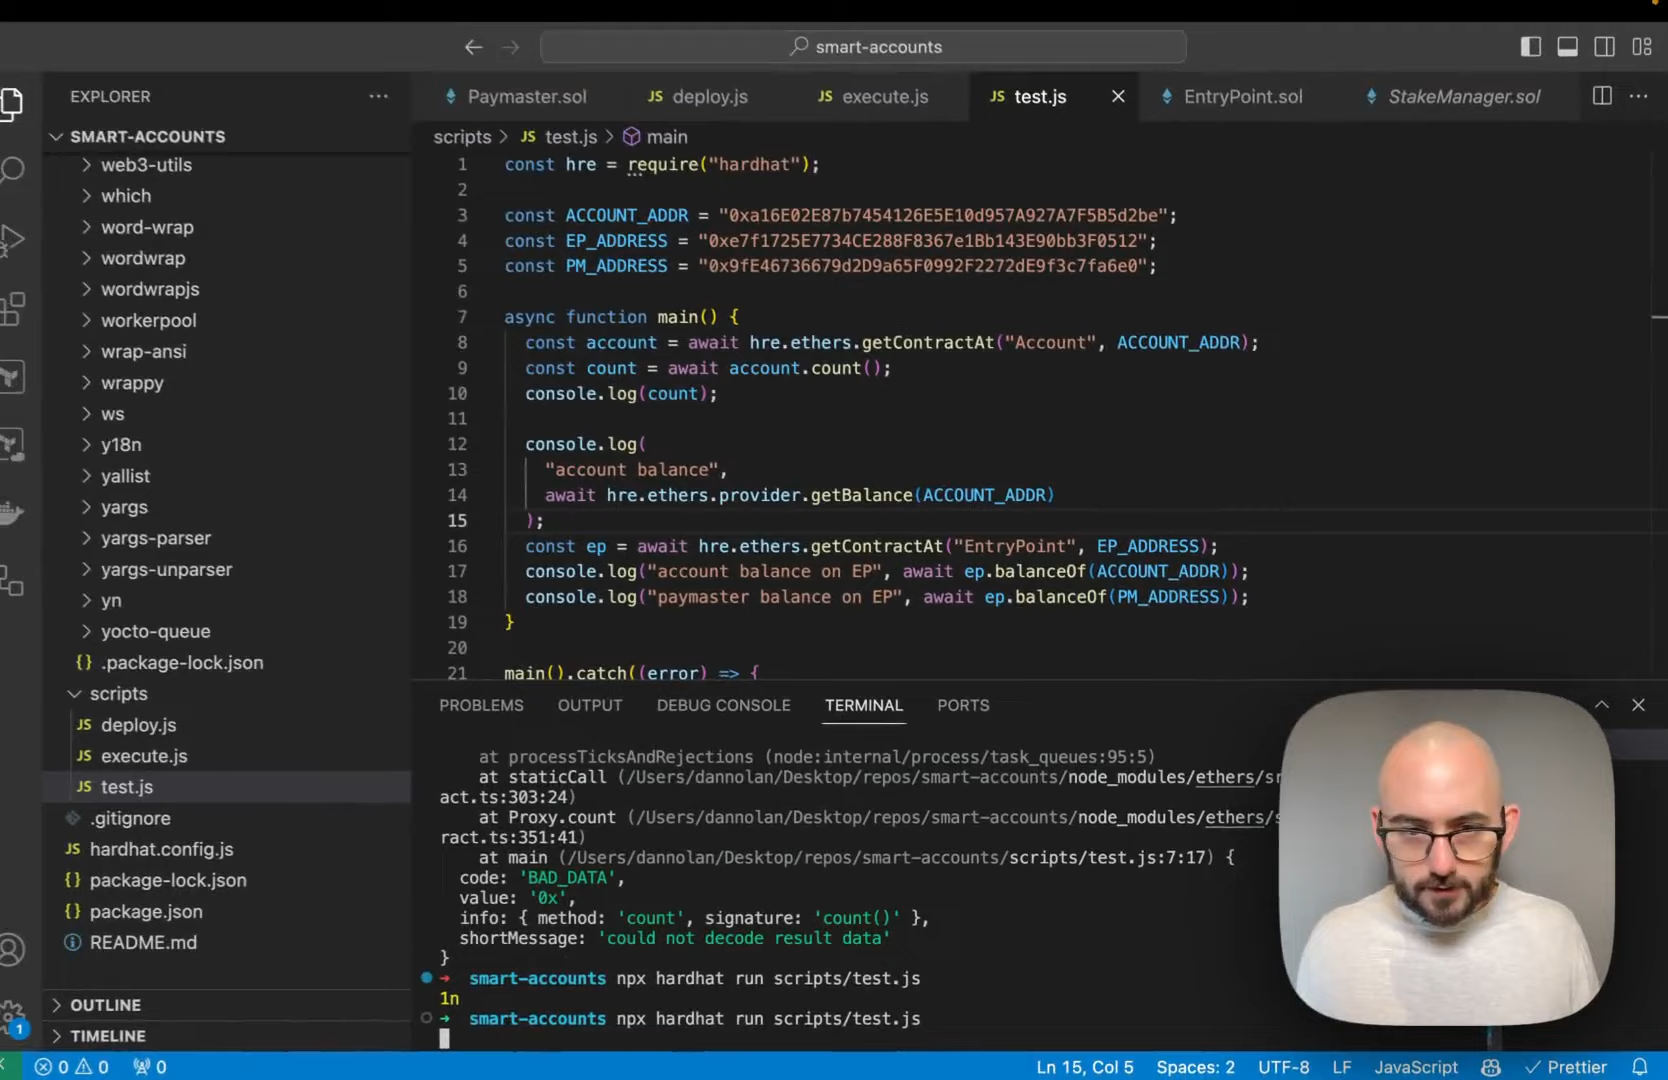 smart-accounts
EXPLORER
SMART-ACCOUNTS
web3-utils
which
word-wrap
wordwrap
wordwrapjs
workerpool
wrap-ansi
wrappy
ws
y18n
yallist
yargs
yargs-parser
yargs-unparser
yn
yocto-queue
{} .package-lock.json
scripts
JS deploy.js
JS execute.js
JS test.js
.gitignore
JS hardhat.config.js
{} package-lock.json
{} package.json
README.md
OUTLINE
TIMELINE
1
Paymaster.sol
JS deploy.js
JS execute.js
JS test.js
EntryPoint.sol
StakeManager.sol
scripts > JS test.js > main
1 const hre = require("hardhat");
2
3 const ACCOUNT_ADDR = "0xa16E02E87b7454126E5E10d957A927A7F5B5d2be";
4 const EP_ADDRESS = "0xe7f1725E7734CE288F8367e1Bb143E90bb3F0512";
5 const PM_ADDRESS = "0x9fE46736679d2D9a65F0992F2272dE9f3c7fa6e0";
6
7 async function main() {
8 const account = await hre.ethers.getContractAt("Account", ACCOUNT_ADDR);
9 const count = await account.count();
10 console.log(count);
11
12 console.log(
13 "account balance",
14 await hre.ethers.provider.getBalance(ACCOUNT_ADDR)
15 );
16 const ep = await hre.ethers.getContractAt("EntryPoint", EP_ADDRESS);
17 console.log("account balance on EP", await ep.balanceOf(ACCOUNT_ADDR));
18 console.log("paymaster balance on EP", await ep.balanceOf(PM_ADDRESS));
19 }
20
21 main().catch((error) => {
PROBLEMS OUTPUT DEBUG CONSOLE TERMINAL PORTS
at processTicksAndRejections (node:internal/process/task_queues:95:5)
at staticCall (/Users/dannolan/Desktop/repos/smart-accounts/node_modules/ethers/sr
act.ts:303:24)
at Proxy.count (/Users/dannolan/Desktop/repos/smart-accounts/node_modules/ethers/s
ract.ts:351:41)
at main (/Users/dannolan/Desktop/repos/smart-accounts/scripts/test.js:7:17) {
code: 'BAD_DATA',
value: '0x',
info: { method: 'count', signature: 'count()' },
shortMessage: 'could not decode result data'
}
smart-accounts npx hardhat run scripts/test.js
1n
smart-accounts npx hardhat run scripts/test.js
0 0 0 Ln 15, Col 5 Spaces: 2 UTF-8 LF JavaScript Prettier